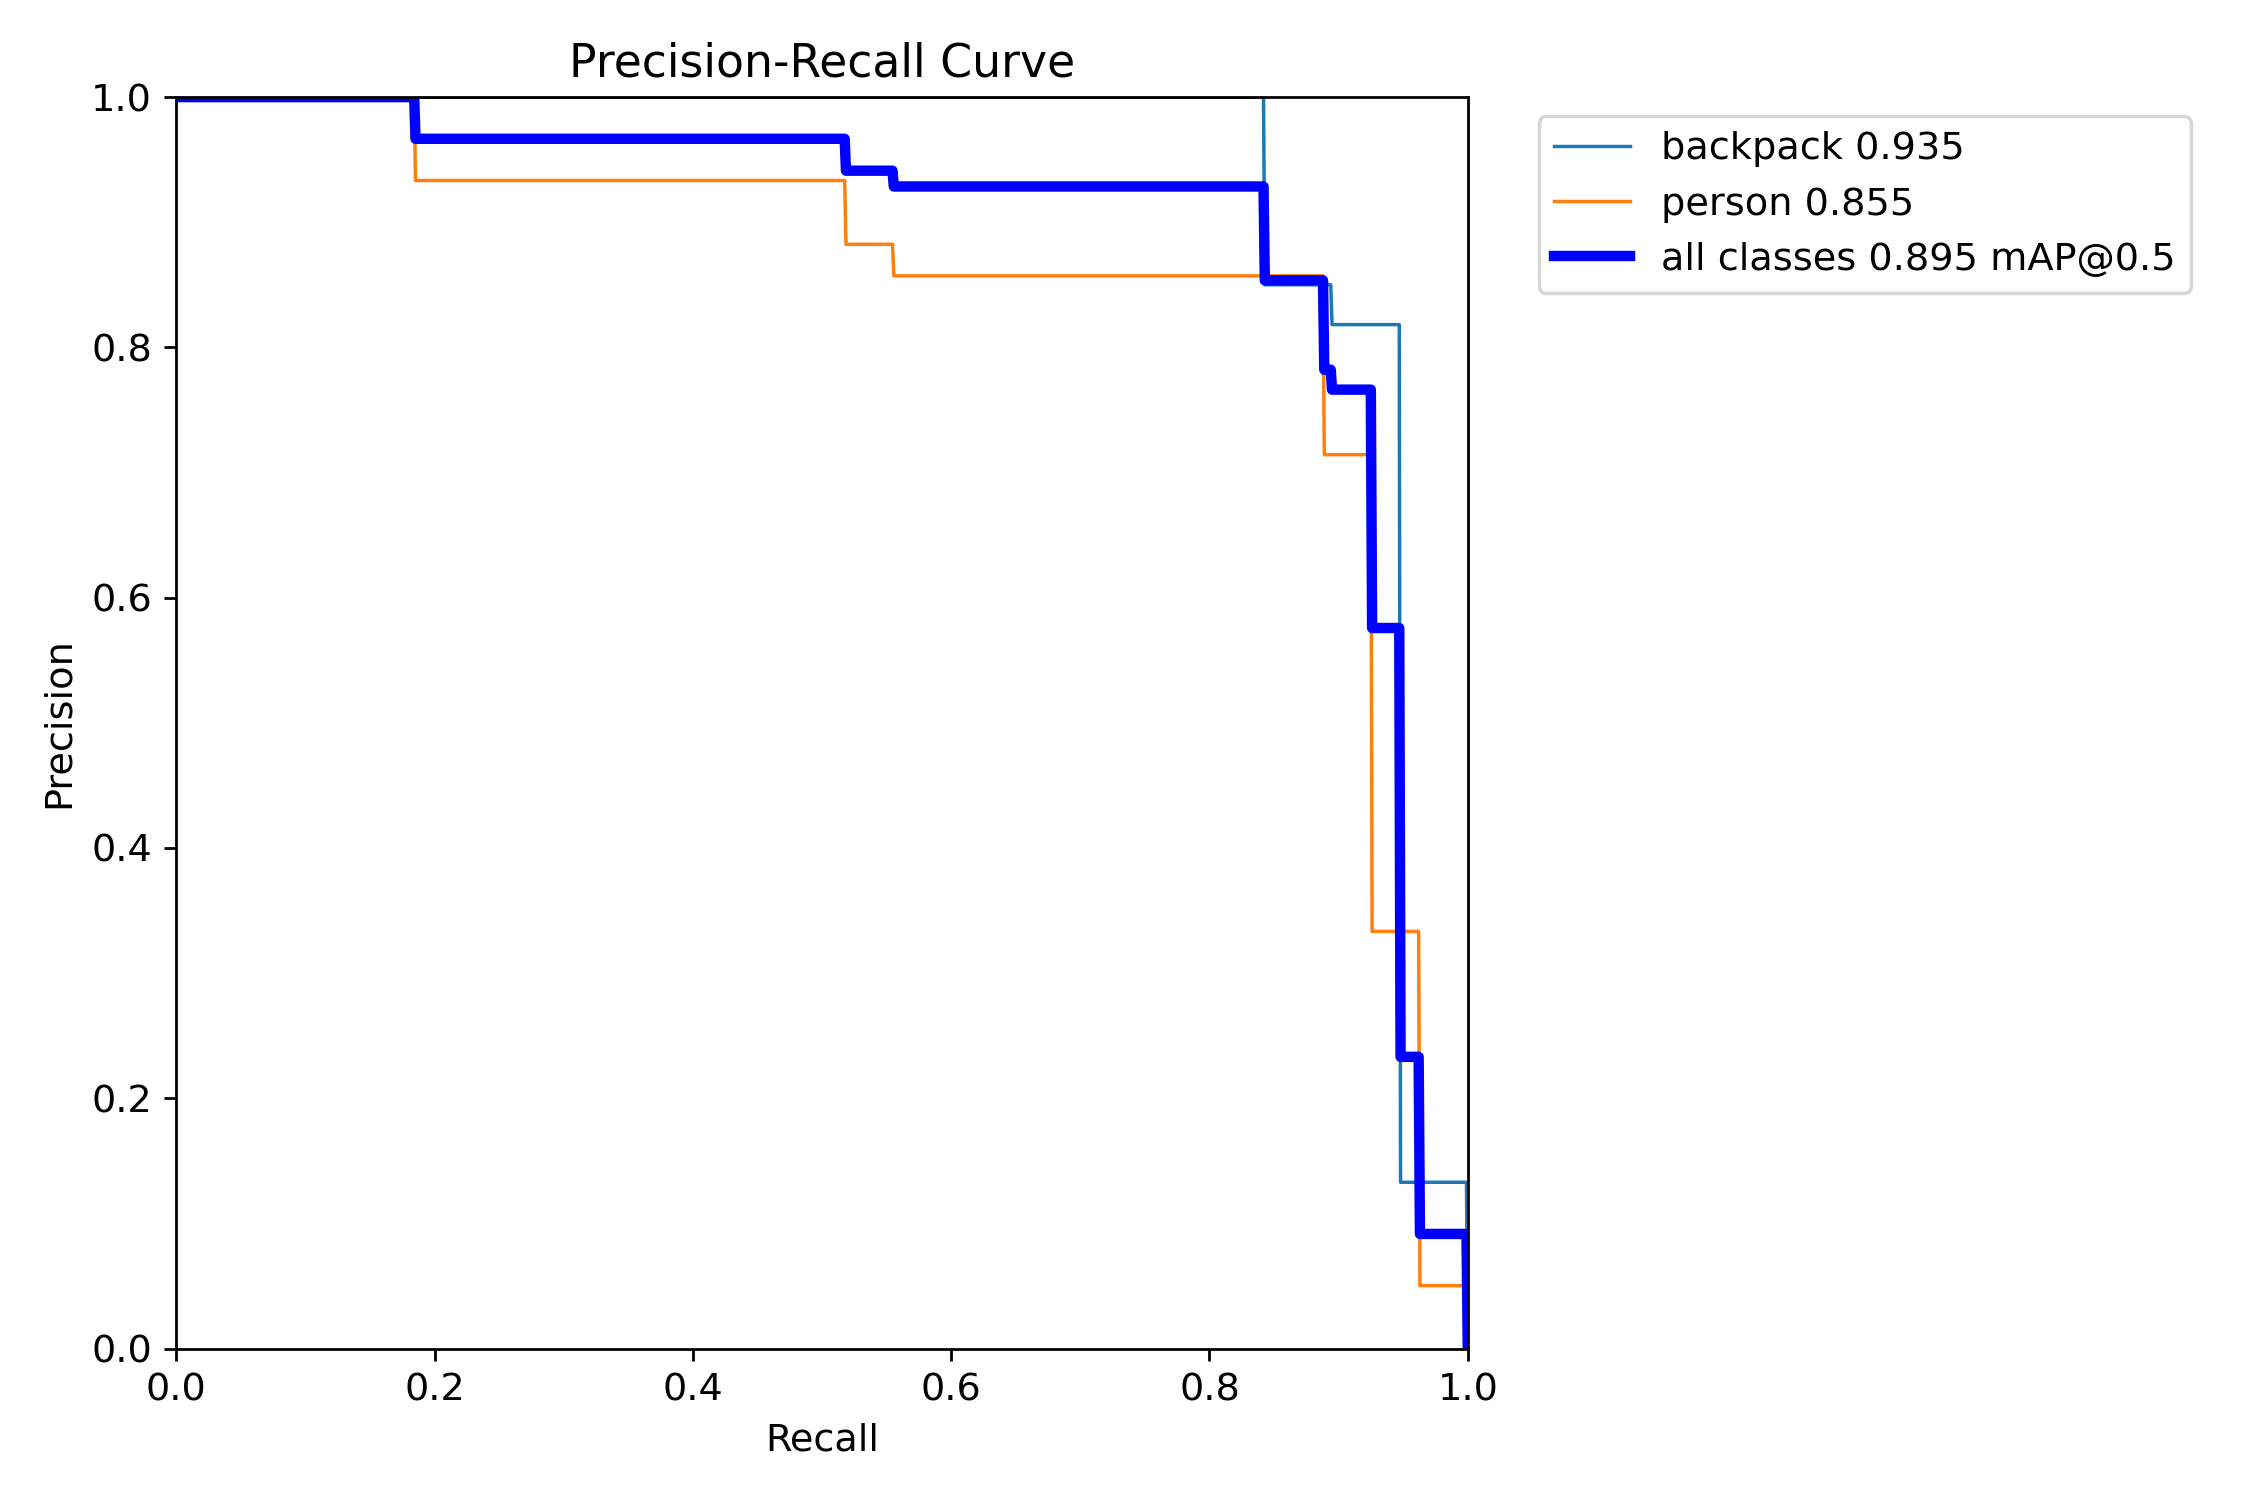 Precision-Recall Curve
1.0
0.8
0.6
0.4
0.2
0.0
Precision
0.0 0.2 0.4 0.6 0.8 1.0
Recall
backpack 0.935
person 0.855
all classes 0.895 mAP@0.5